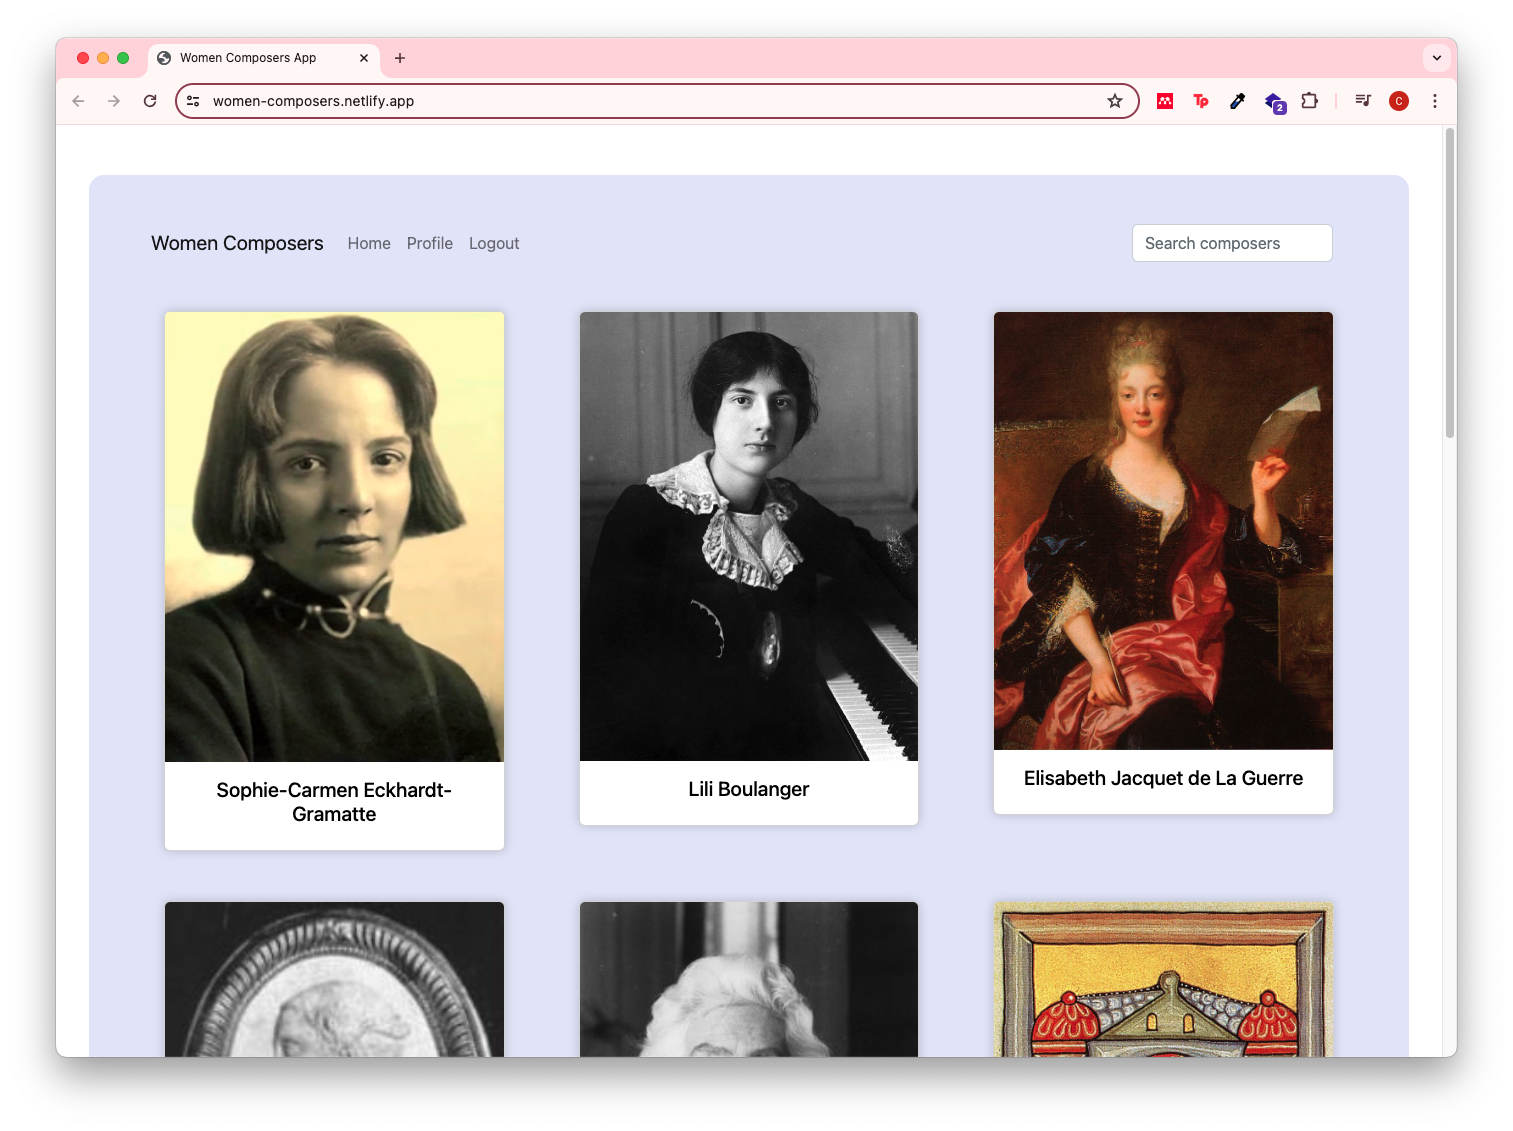 Women Composers App
women-composers.netlify.app
Tp
2
C
Women Composers
Home
Profile
Logout
Search composers
Sophie-Carmen Eckhardt-
Gramatte
Lili Boulanger
Elisabeth Jacquet de La Guerre